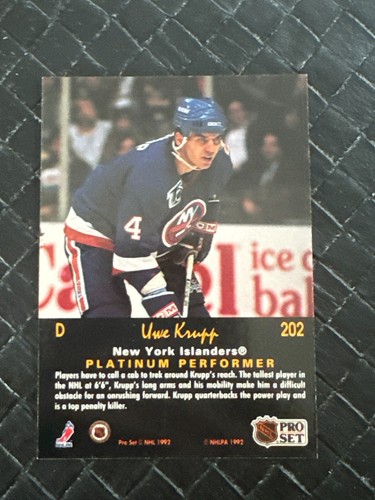 4
NY
ice c
bal
D
Uwe Krupp
202
New York Islanders®
PLATINUM PERFORMER
Players have to call a cab to trek around Krupp's reach. The tallest player in
the NHL at 6'6", Krupp's long arms and his mobility make him a difficult
obstacle for an onrushing forward. Krupp quarterbacks the power play and
is a top penalty killer.
Pro Set © NHL 1992
© NHLPA 1992
PRO
SET